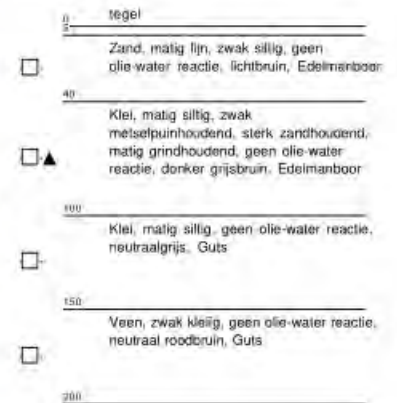 0
tegel
5
Zand, matig fijn, zwak siltig, geen
olie-water reactie, lichtbruin, Edelmanboor
40
Klei, matig siltig, zwak
metselpuinhoudend, sterk zandhoudend,
matig grindhoudend, geen olie-water
reactie, donker grijsbruin, Edelmanboor
100
Klei, matig siltig, geen olie-water reactie,
neutraalgrijs, Guts
150
Veen, zwak kleiig, geen olie-water reactie,
neutraal roodbruin, Guts
200